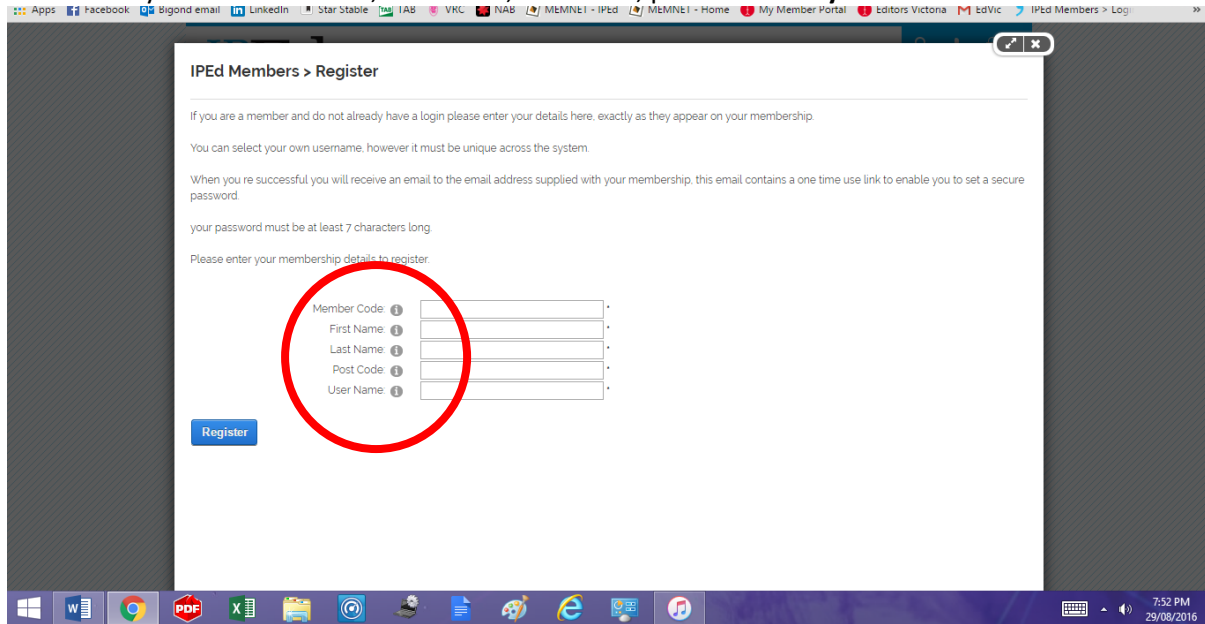 Apps Facebook Bigond email LinkedIn Star Stable TAB VRC NAB MEMNET - IPEd MEMNET - Home My Member Portal Editors Victoria EdVic IPEd Members > Logi »
IPEd Members > Register
If you are a member and do not already have a login please enter your details here, exactly as they appear on your membership.
You can select your own username, however it must be unique across the system.
When you re successful you will receive an email to the email address supplied with your membership, this email contains a one time use link to enable you to set a secure
password.
your password must be at least 7 characters long.
Please enter your membership details to register.
Member Code: *
First Name: *
Last Name: *
Post Code: *
User Name: *
Register
7:52 PM
29/08/2016